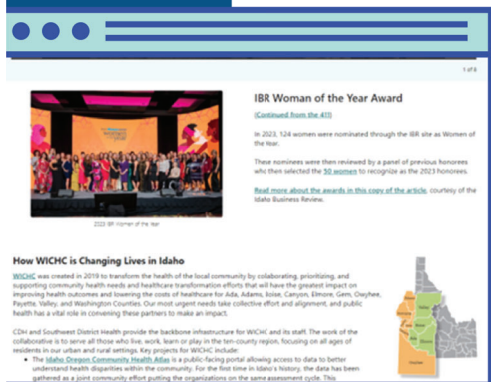 1 of 6
IBR Woman of the Year Award
(Continued from the 411)
In 2023, 124 women were nominated through the IBR site as Women of
the Year.
These nominees were then reviewed by a panel of previous honorees
who then selected the 50 women to recognize as the 2023 honorees.
Read more about the awards in this copy of the article, courtesy of the
Idaho Business Review.
2023 IBR Women of the Year
How WICHC is Changing Lives in Idaho
WICHC was created in 2019 to transform the health of the local community by colaborating, prioritizing, and
supporting community health needs and healthcare transformation efforts that wil have the greatest impact on
improving health outcomes and lowering the costs of healthcare for Ada, Adams, Boise, Canyon, Elmore, Gem, Owyhee,
Payette, Valley, and Washington Counties. Our most urgent needs take collective effort and alignment, and public
health has a vital role in convening these partners to make an impact.
CDH and Southwest District Health provide the backbone infrastructure for WICHC and its staff. The work of the
collaborative is to serve all those who live, work, learn or play in the ten-county region, focusing on all ages of
residents in our urban and rural settings. Key projects for WICHC include:
• The Idaho Oregon Community Health Atlas is a public-facing portal allowing access to data to better
understand health disparities within the community. For the first time in Idaho's history, the data has been
gathered as a joint community effort putting the organizations on the same assessment cycle. This